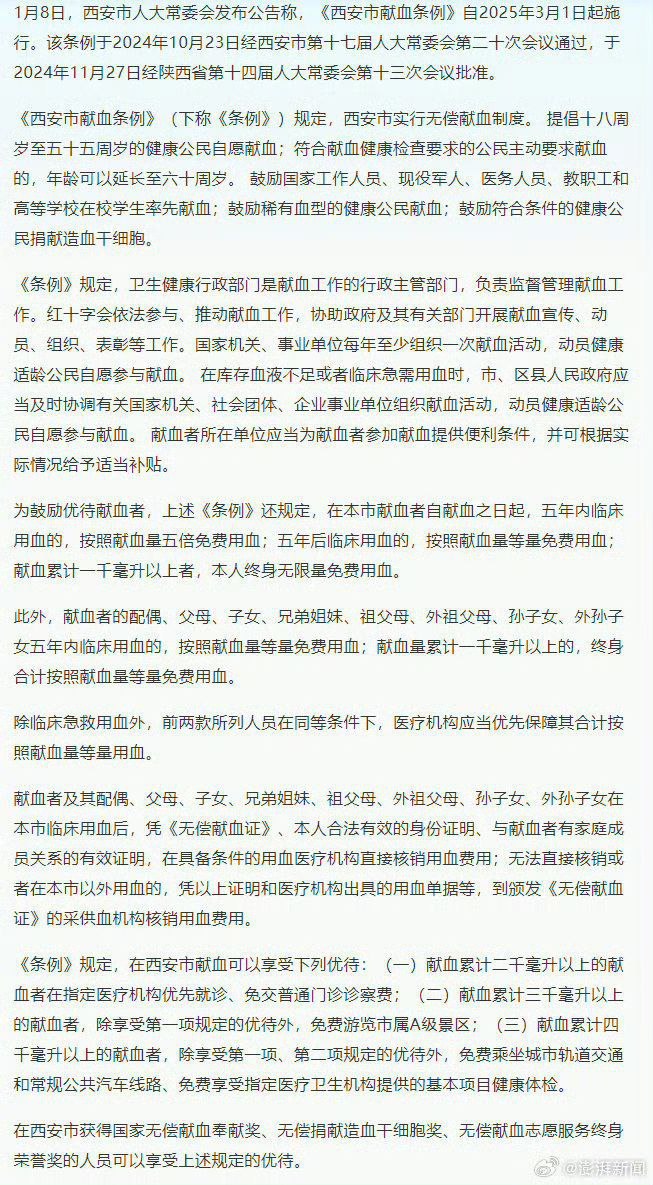 1月8日，西安市人大常委会发布公告称，《西安市献血条例》自2025年3月1日起施
行。该条例于2024年10月23日经西安市第十七届人大常委会第二十次会议通过，于
2024年11月27日经陕西省第十四届人大常委会第十三次会议批准。
《西安市献血条例》（下称《条例》）规定，西安市实行无偿献血制度。 提倡十八周
岁至五十五周岁的健康公民自愿献血；符合献血健康检查要求的公民主动要求献血
的，年龄可以延长至六十周岁。 鼓励国家工作人员、现役军人、医务人员、教职工和
高等学校在校学生率先献血；鼓励稀有血型的健康公民献血；鼓励符合条件的健康公
民捐献造血干细胞。
《条例》规定，卫生健康行政部门是献血工作的行政主管部门，负责监督管理献血工
作。红十字会依法参与、推动献血工作，协助政府及其有关部门开展献血宣传、动
员、组织、表彰等工作。国家机关、事业单位每年至少组织一次献血活动，动员健康
适龄公民自愿参与献血。 在库存血液不足或者临床急需用血时，市、区县人民政府应
当及时协调有关国家机关、社会团体、企业事业单位组织献血活动，动员健康适龄公
民自愿参与献血。 献血者所在单位应当为献血者参加献血提供便利条件，并可根据实
际情况给予适当补贴。
为鼓励优待献血者，上述《条例》还规定，在本市献血者自献血之日起，五年内临床
用血的，按照献血量五倍免费用血；五年后临床用血的，按照献血量等量免费用血；
献血累计一千毫升以上者，本人终身无限量免费用血。
此外，献血者的配偶、父母、子女、兄弟姐妹、祖父母、外祖父母、孙子女、外孙子
女五年内临床用血的，按照献血量等量免费用血；献血量累计一千毫升以上的，终身
合计按照献血量等量免费用血。
除临床急救用血外，前两款所列人员在同等条件下，医疗机构应当优先保障其合计按
照献血量等量用血。
献血者及其配偶、父母、子女、兄弟姐妹、祖父母、外祖父母、孙子女、外孙子女在
本市临床用血后，凭《无偿献血证》、本人合法有效的身份证明、与献血者有家庭成
员关系的有效证明，在具备条件的用血医疗机构直接核销用血费用；无法直接核销或
者在本市以外用血的，凭以上证明和医疗机构出具的用血单据等，到颁发《无偿献血
证》的采供血机构核销用血费用。
《条例》规定，在西安市献血可以享受下列优待：（一）献血累计二千毫升以上的献
血者在指定医疗机构优先就诊、免交普通门诊诊察费；（二）献血累计三千毫升以上
的献血者，除享受第一项规定的优待外，免费游览市属A级景区；（三）献血累计四
千毫升以上的献血者，除享受第一项、第二项规定的优待外，免费乘坐城市轨道交通
和常规公共汽车线路、免费享受指定医疗卫生机构提供的基本项目健康体检。
在西安市获得国家无偿献血奉献奖、无偿捐献造血干细胞奖、无偿献血志愿服务终身
荣誉奖的人员可以享受上述规定的优待。
@澎湃新闻